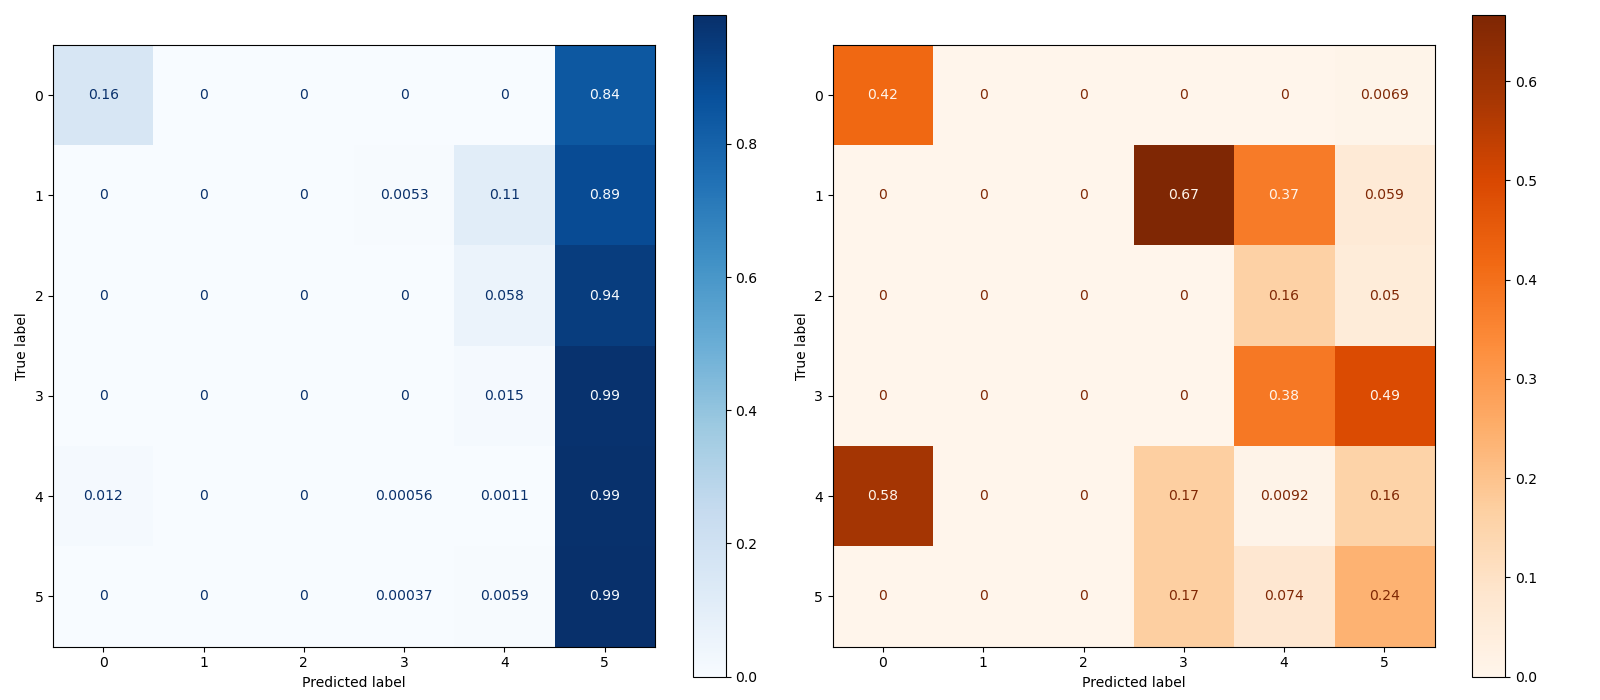 0 0.16 0 0 0 0 0.84
1 0 0 0 0.0053 0.11 0.89
2 0 0 0 0 0.058 0.94
3 0 0 0 0 0.015 0.99
4 0.012 0 0 0.00056 0.0011 0.99
5 0 0 0 0.00037 0.0059 0.99
0 1 2 3 4 5
True label
Predicted label
0.8
0.6
0.4
0.2
0.0
0 0.42 0 0 0 0 0.0069
1 0 0 0 0.67 0.37 0.059
2 0 0 0 0 0.16 0.05
3 0 0 0 0 0.38 0.49
4 0.58 0 0 0.17 0.0092 0.16
5 0 0 0 0.17 0.074 0.24
0 1 2 3 4 5
True label
Predicted label
0.6
0.5
0.4
0.3
0.2
0.1
0.0